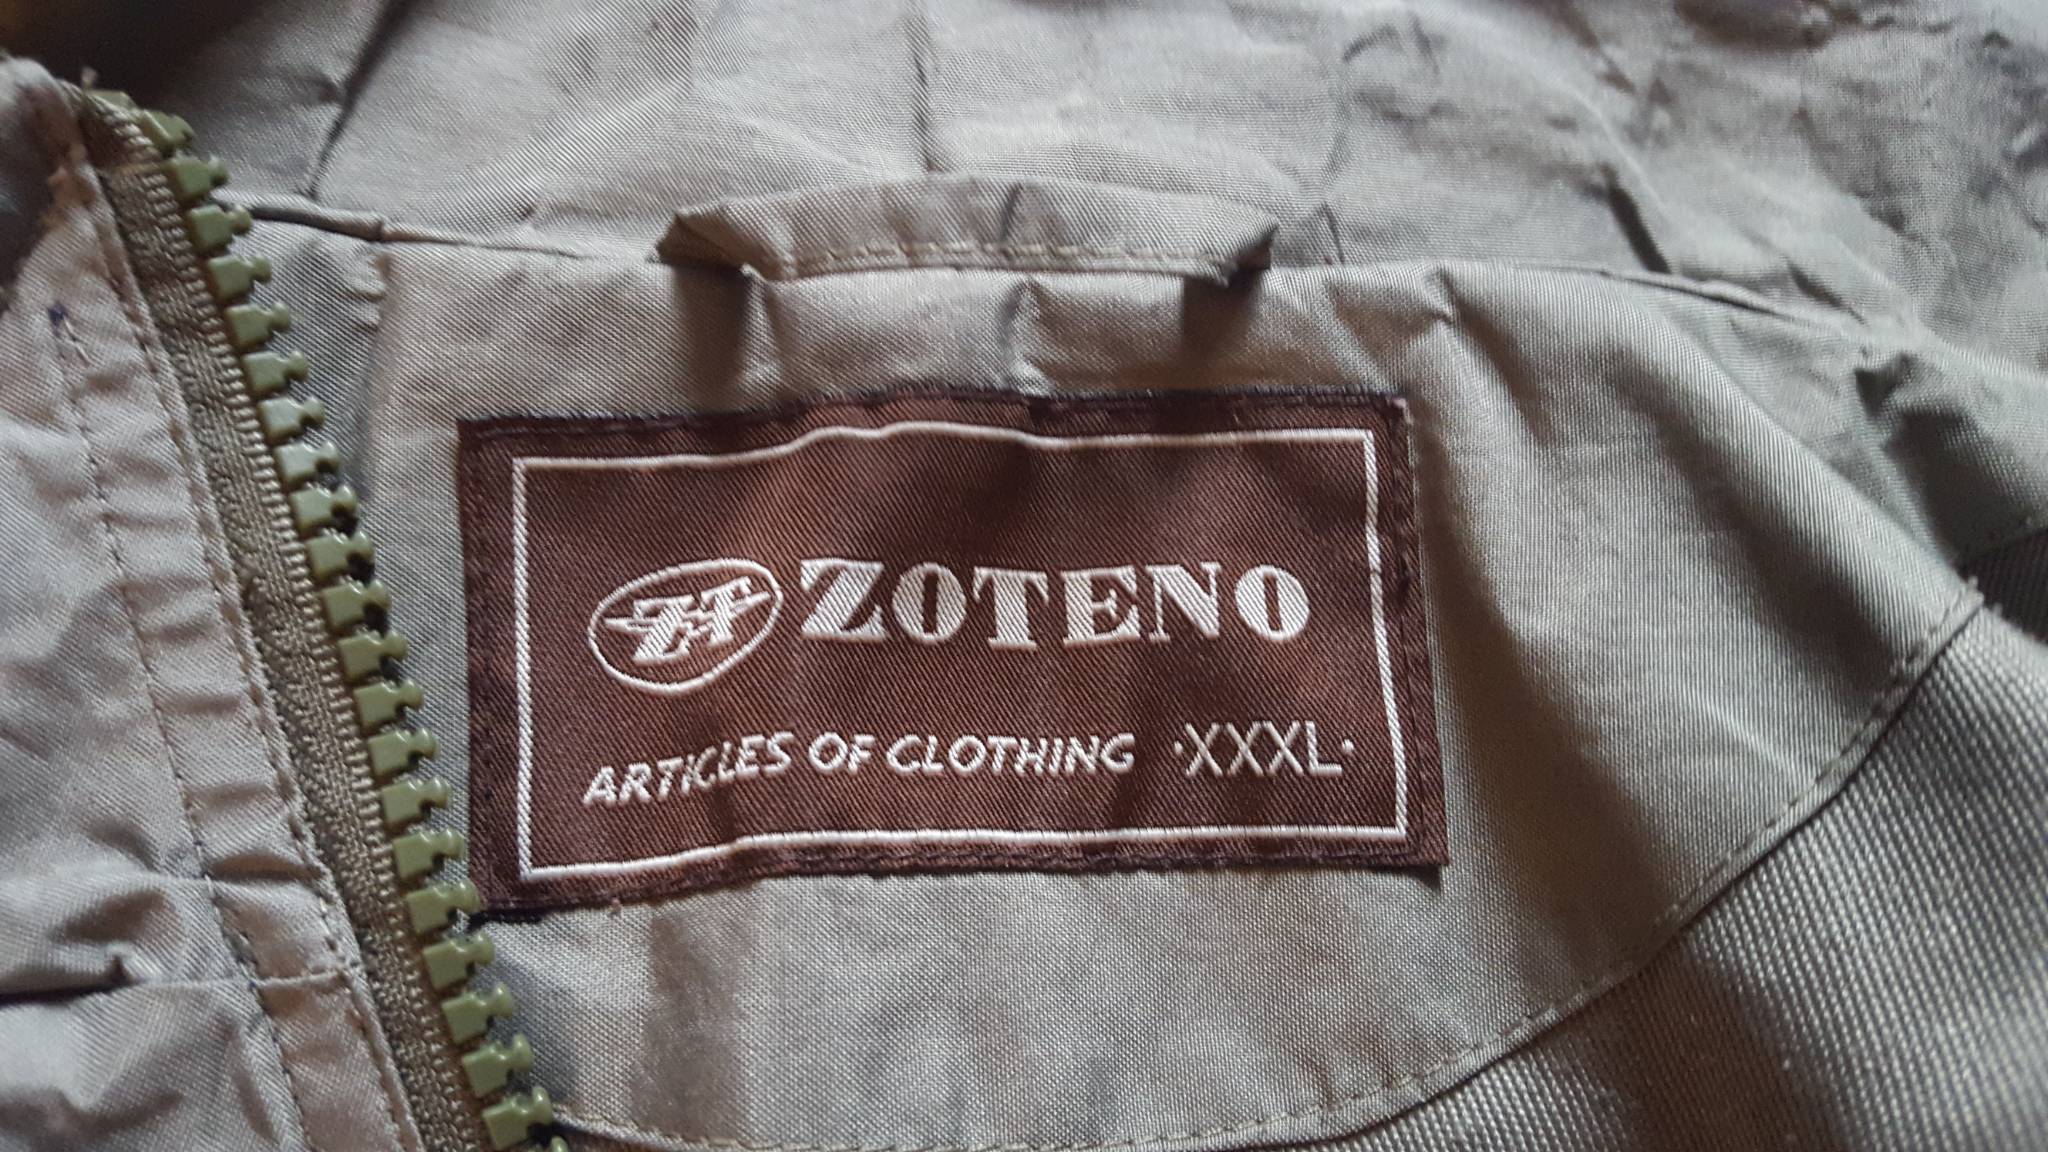 ZOTENO
ARTICLES OF CLOTHING ·XXXL·